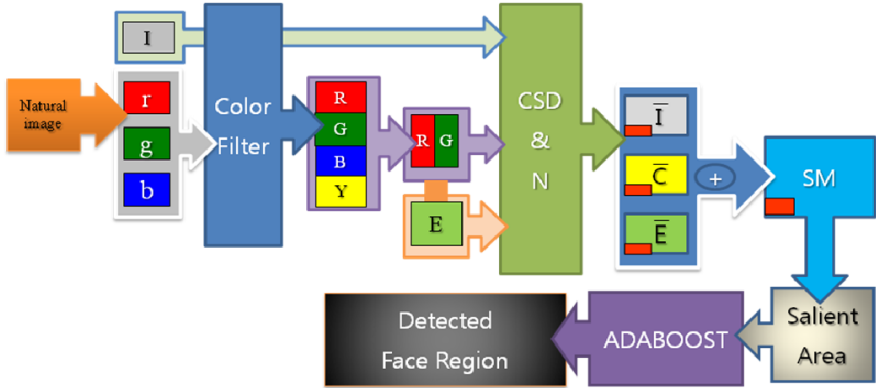 I
Natural
image
r
g
b
Color
Filter
R
G
B
Y
R G
E
CSD
&
N
I̅
C̅
E̅
+
SM
Salient
Area
ADABOOST
Detected
Face Region